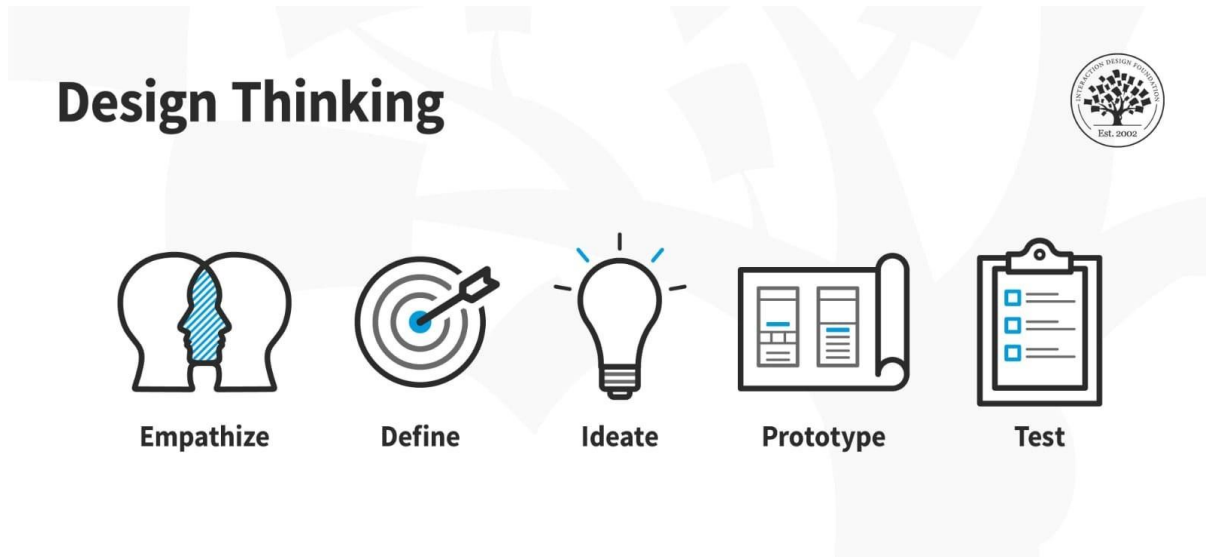 Design Thinking
INTERACTION DESIGN FOUNDATION
Est. 2002
Empathize
Define
Ideate
Prototype
Test